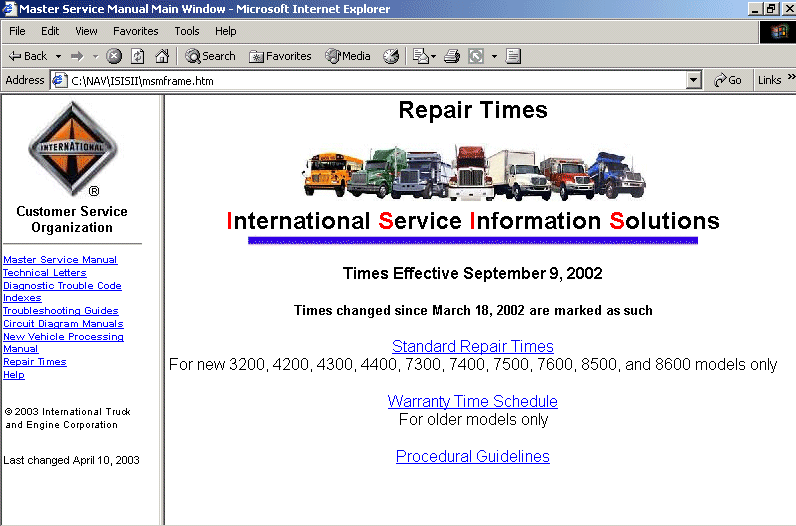 Master Service Manual Main Window - Microsoft Internet Explorer
File Edit View Favorites Tools Help
Back Search Favorites Media
Address C:\NAV\ISISII\msmframe.htm Go Links »
INTERNATIONAL
®
Customer Service
Organization
Master Service Manual
Technical Letters
Diagnostic Trouble Code
Indexes
Troubleshooting Guides
Circuit Diagram Manuals
New Vehicle Processing
Manual
Repair Times
Help
© 2003 International Truck
and Engine Corporation
Last changed April 10, 2003
Repair Times
International Service Information Solutions
Times Effective September 9, 2002
Times changed since March 18, 2002 are marked as such
Standard Repair Times
For new 3200, 4200, 4300, 4400, 7300, 7400, 7500, 7600, 8500, and 8600 models only
Warranty Time Schedule
For older models only
Procedural Guidelines